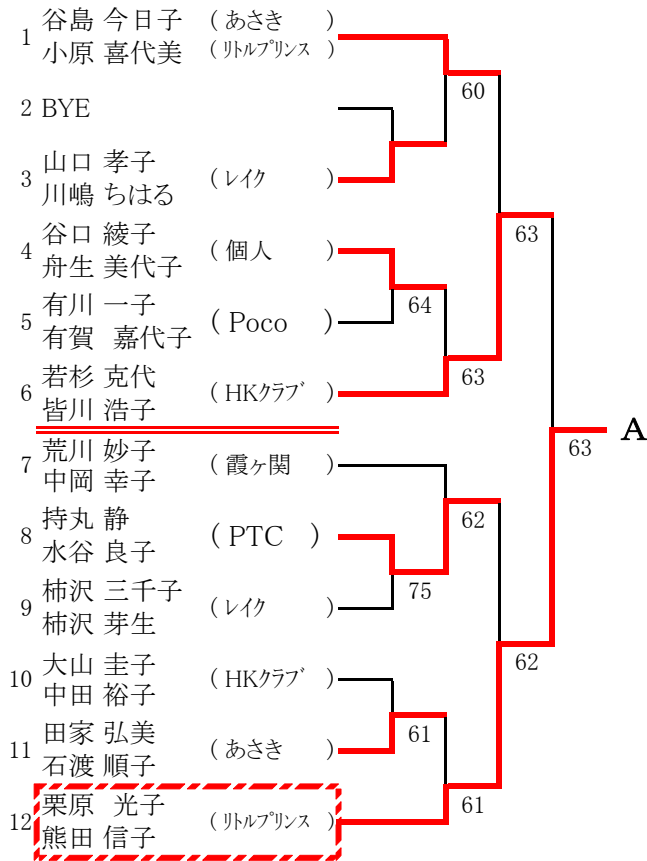 1 谷島 今日子 (あさき )
小原 喜代美 (リトルプリンス )
60
2 BYE
3 山口 孝子
川嶋 ちはる (レイク )
63
4 谷口 綾子
舟生 美代子 (個人 )
64
5 有川 一子
有賀 嘉代子 (Poco )
63
6 若杉 克代
皆川 浩子 (HKクラブ )
63 A
7 荒川 妙子
中岡 幸子 (霞ヶ関 )
62
8 持丸 静
水谷 良子 (PTC )
75
9 柿沢 三千子
柿沢 芽生 (レイク )
62
10 大山 圭子
中田 裕子 (HKクラブ )
61
11 田家 弘美
石渡 順子 (あさき )
61
12 栗原 光子
熊田 信子 (リトルプリンス )